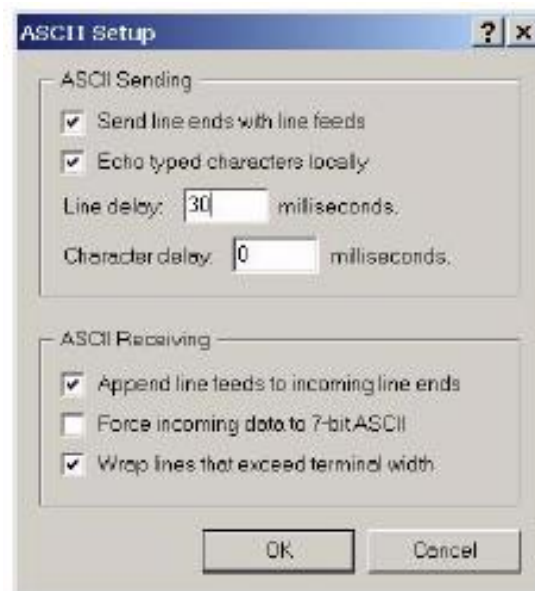 ASCII Setup
ASCII Sending
Send line ends with line feeds
Echo typed characters locally
Line delay: 30 milliseconds.
Character delay: 0 milliseconds.
ASCII Receiving
Append line feeds to incoming line ends
Force incoming data to 7-bit ASCII
Wrap lines that exceed terminal width
OK Cancel